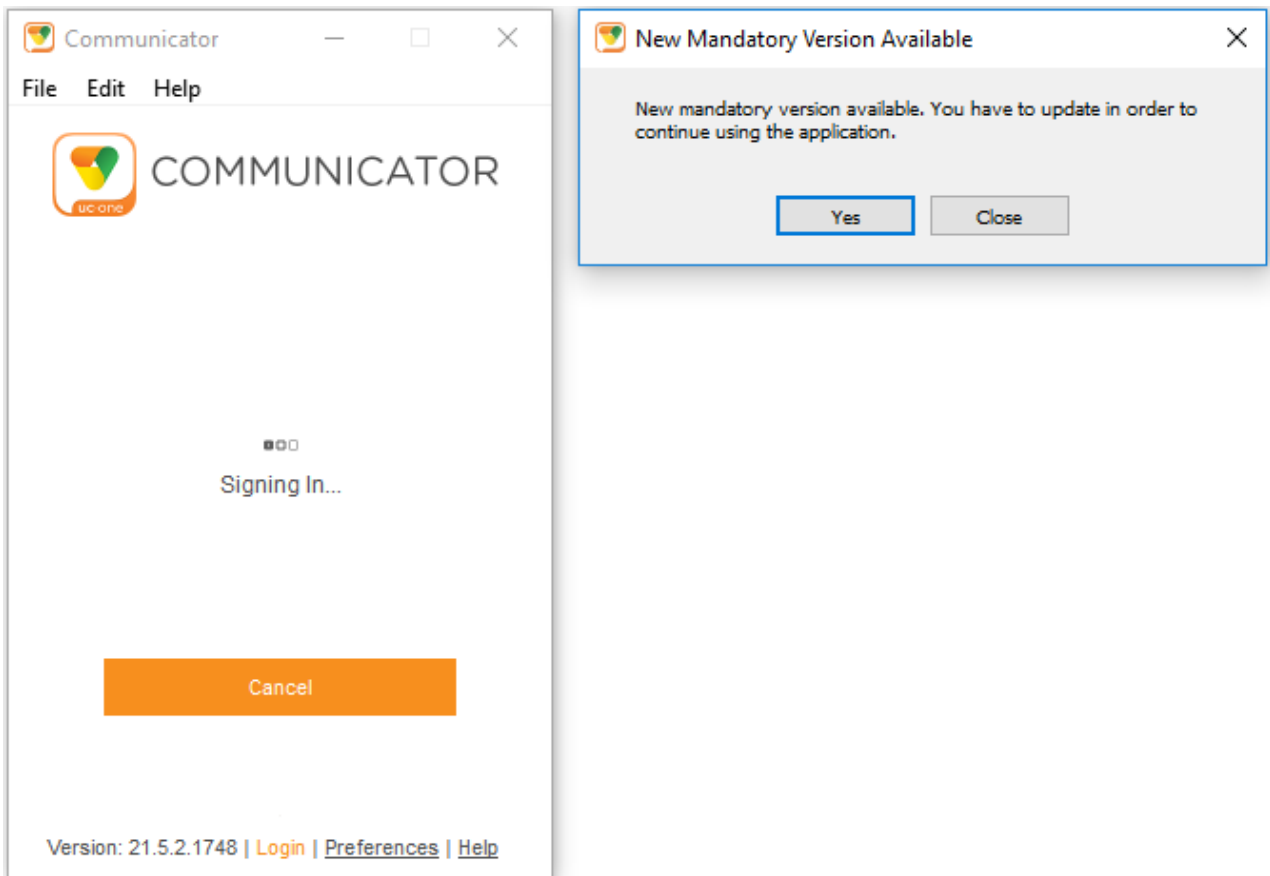 Communicator
File Edit Help
COMMUNICATOR
uc-one
Signing In...
Cancel
Version: 21.5.2.1748 | Login | Preferences | Help
New Mandatory Version Available
New mandatory version available. You have to update in order to
continue using the application.
Yes Close